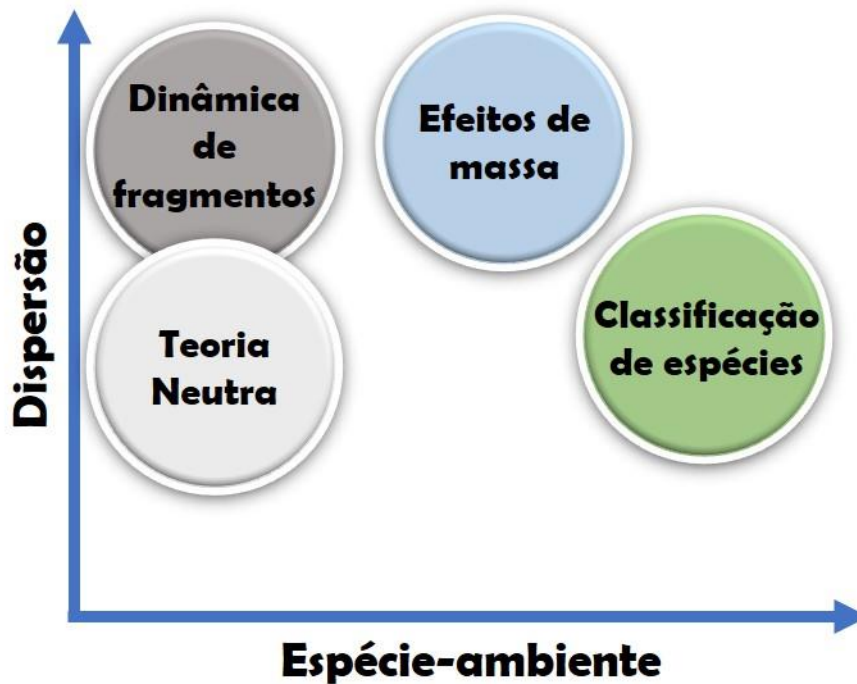 Dinâmica
de
fragmentos
Efeitos de
massa
Teoria
Neutra
Classificação
de espécies
Dispersão
Espécie-ambiente